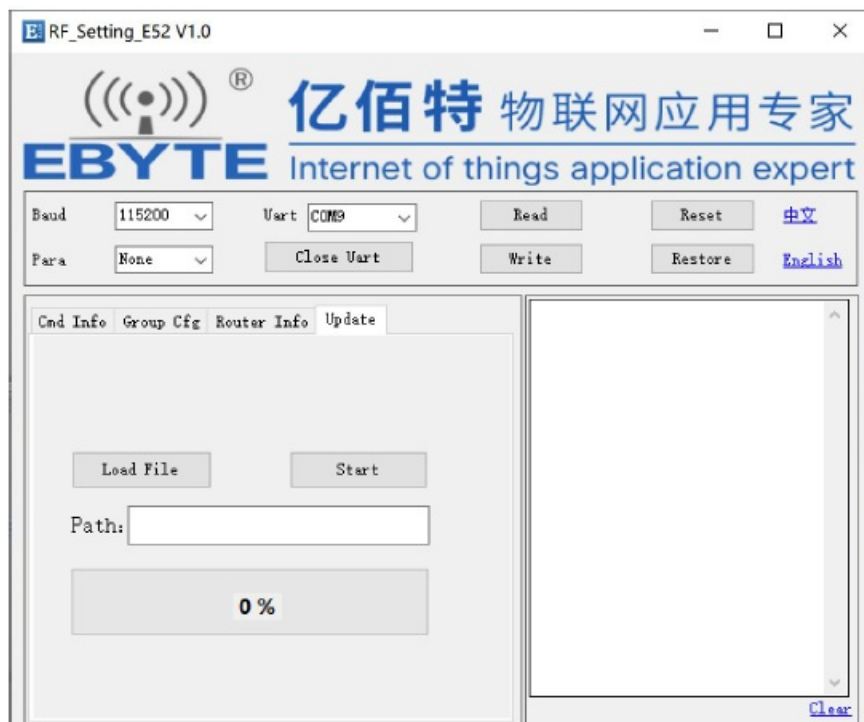 RF_Setting_E52 V1.0
®
亿佰特 物联网应用专家
EBYTE Internet of things application expert
Baud 115200 Uart COM9 Read Reset 中文
Para None Close Uart Write Restore English
Cmd Info Group Cfg Router Info Update
Load File Start
Path:
0 %
Clear